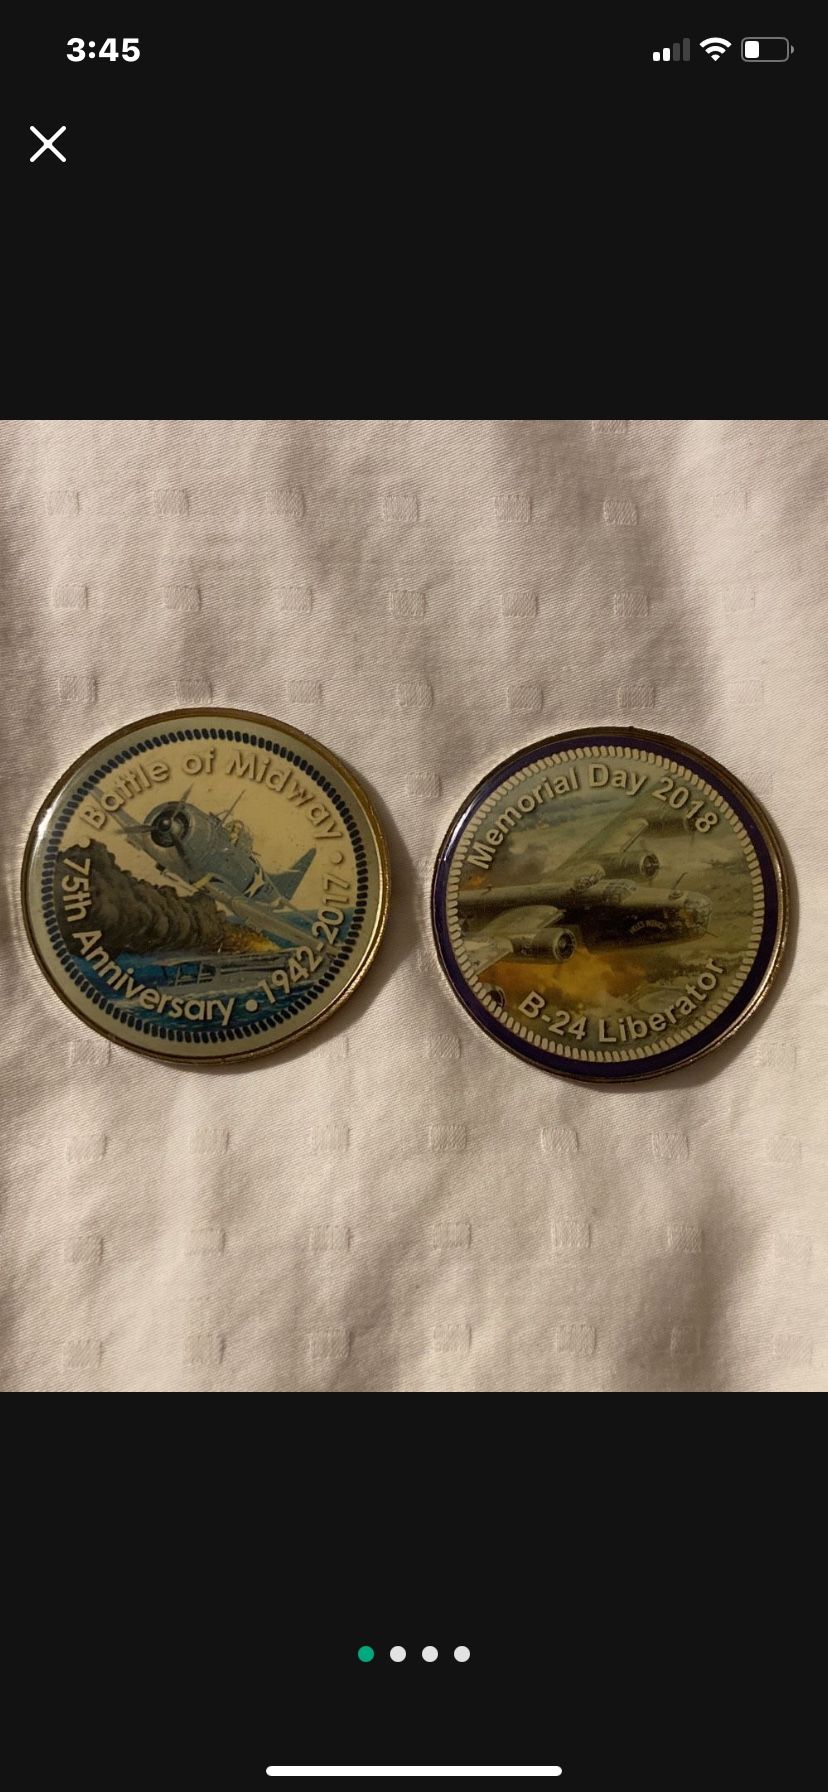 3:45
Battle of Midway •
75th Anniversary • 1942-2017
Memorial Day 2018
B-24 Liberator